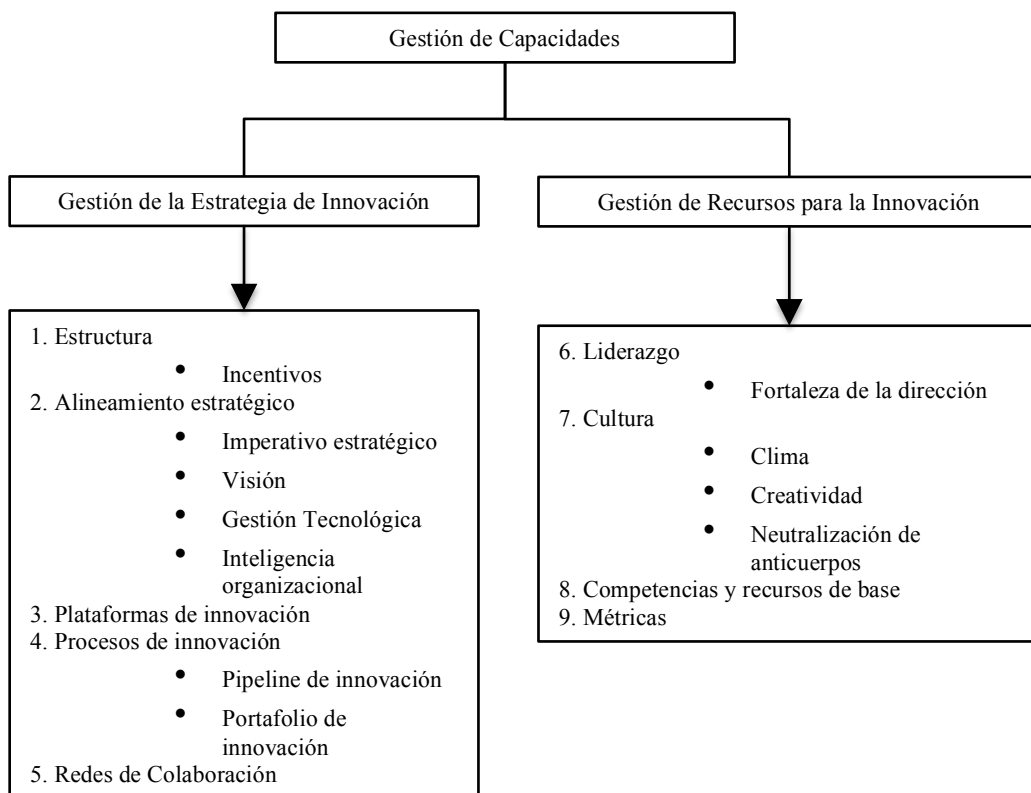 Gestión de Capacidades
Gestión de la Estrategia de Innovación
Gestión de Recursos para la Innovación
1. Estructura
• Incentivos
2. Alineamiento estratégico
• Imperativo estratégico
• Visión
• Gestión Tecnológica
• Inteligencia
organizacional
3. Plataformas de innovación
4. Procesos de innovación
• Pipeline de innovación
• Portafolio de
innovación
5. Redes de Colaboración
6. Liderazgo
• Fortaleza de la dirección
7. Cultura
• Clima
• Creatividad
• Neutralización de
anticuerpos
8. Competencias y recursos de base
9. Métricas